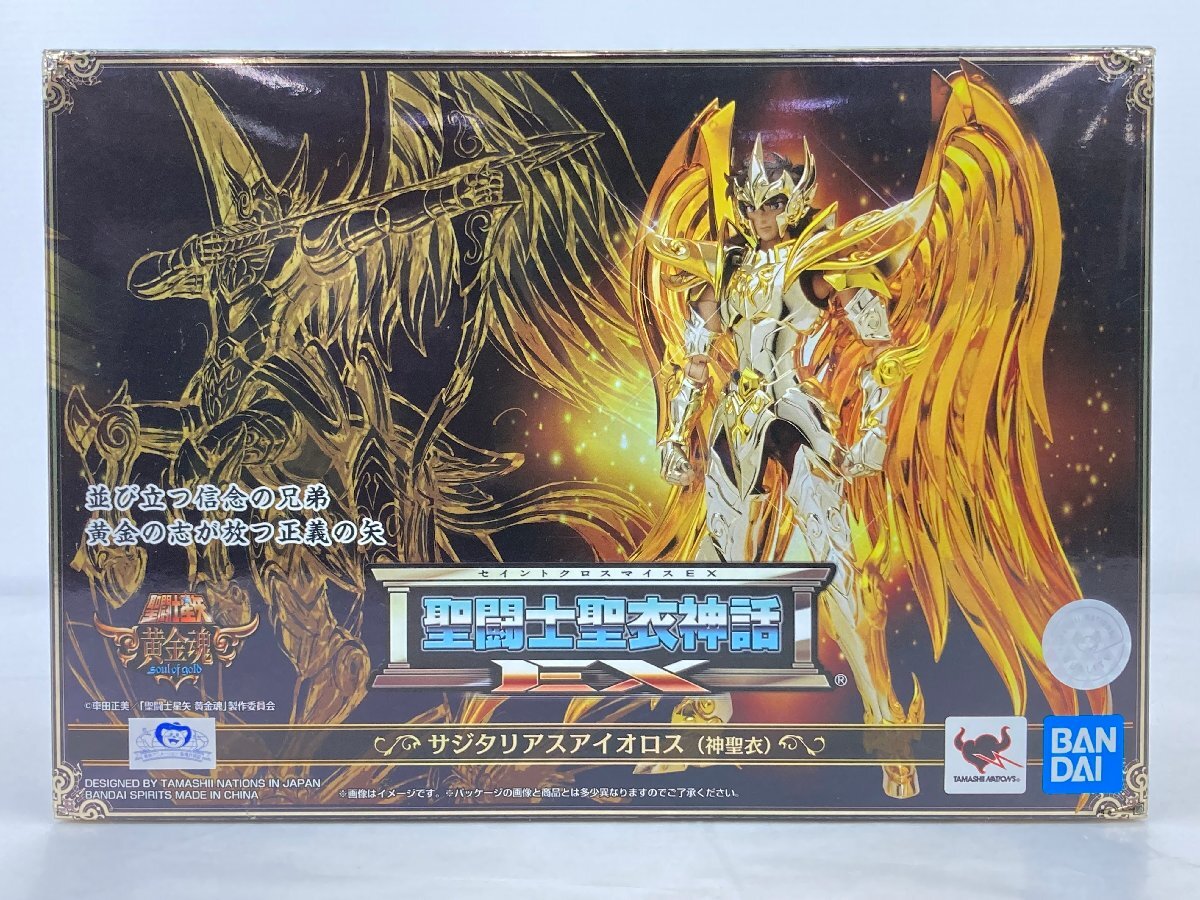 並び立つ信念の兄弟
黄金の志が放つ正義の矢
セイントクロスマイスEX
聖闘士聖衣神話
EX
®
聖闘士星矢
黄金魂
soul of gold
©車田正美/「聖闘士星矢 黄金魂」製作委員会
サジタリアスアイオロス（神聖衣）
DESIGNED BY TAMASHII NATIONS IN JAPAN
BANDAI SPIRITS MADE IN CHINA
※画像はイメージです。※パッケージの画像と商品とは多少異なりますのでご了承ください。
TAMASHII NATIONS®
BAN
DAI